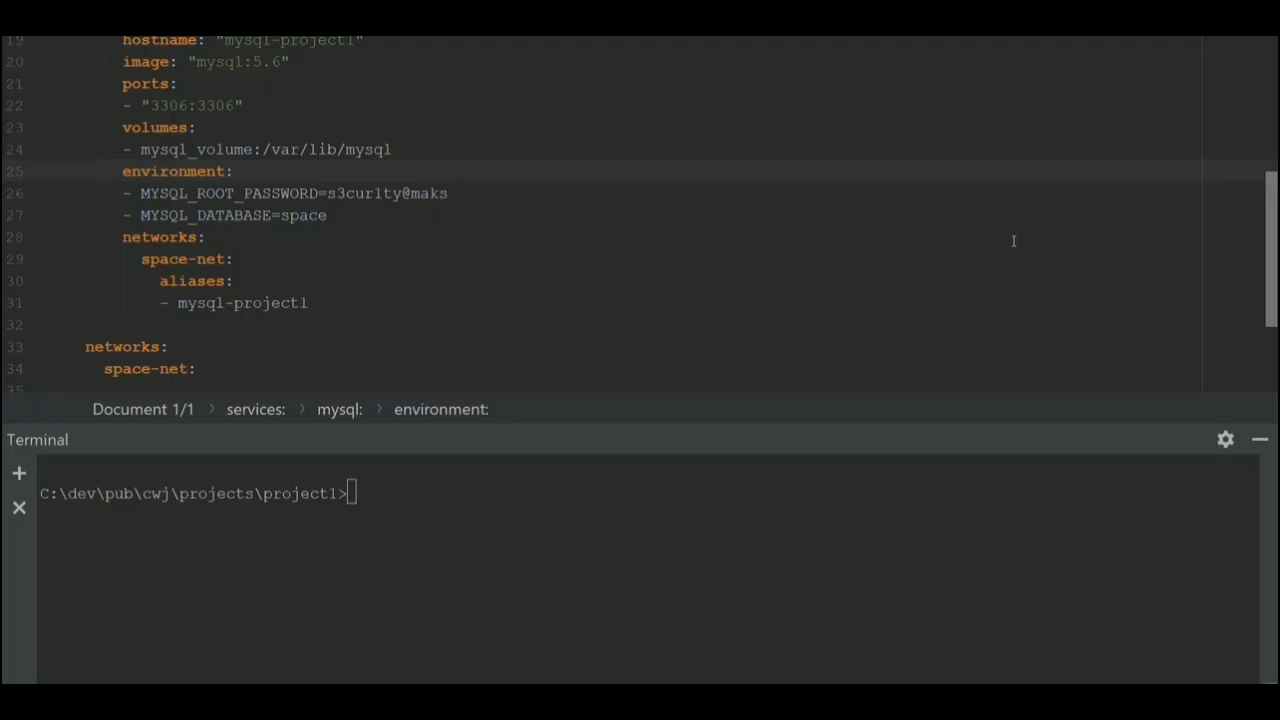 19 hostname: "mysql-project1"
20 image: "mysql:5.6"
21 ports:
22 - "3306:3306"
23 volumes:
24 - mysql_volume:/var/lib/mysql
25 environment:
26 - MYSQL_ROOT_PASSWORD=s3cur1ty@maks
27 - MYSQL_DATABASE=space
28 networks:
29 space-net:
30 aliases:
31 - mysql-project1
32
33 networks:
34 space-net:
35
Document 1/1 > services: > mysql: > environment:
Terminal
C:\dev\pub\cwj\projects\project1>